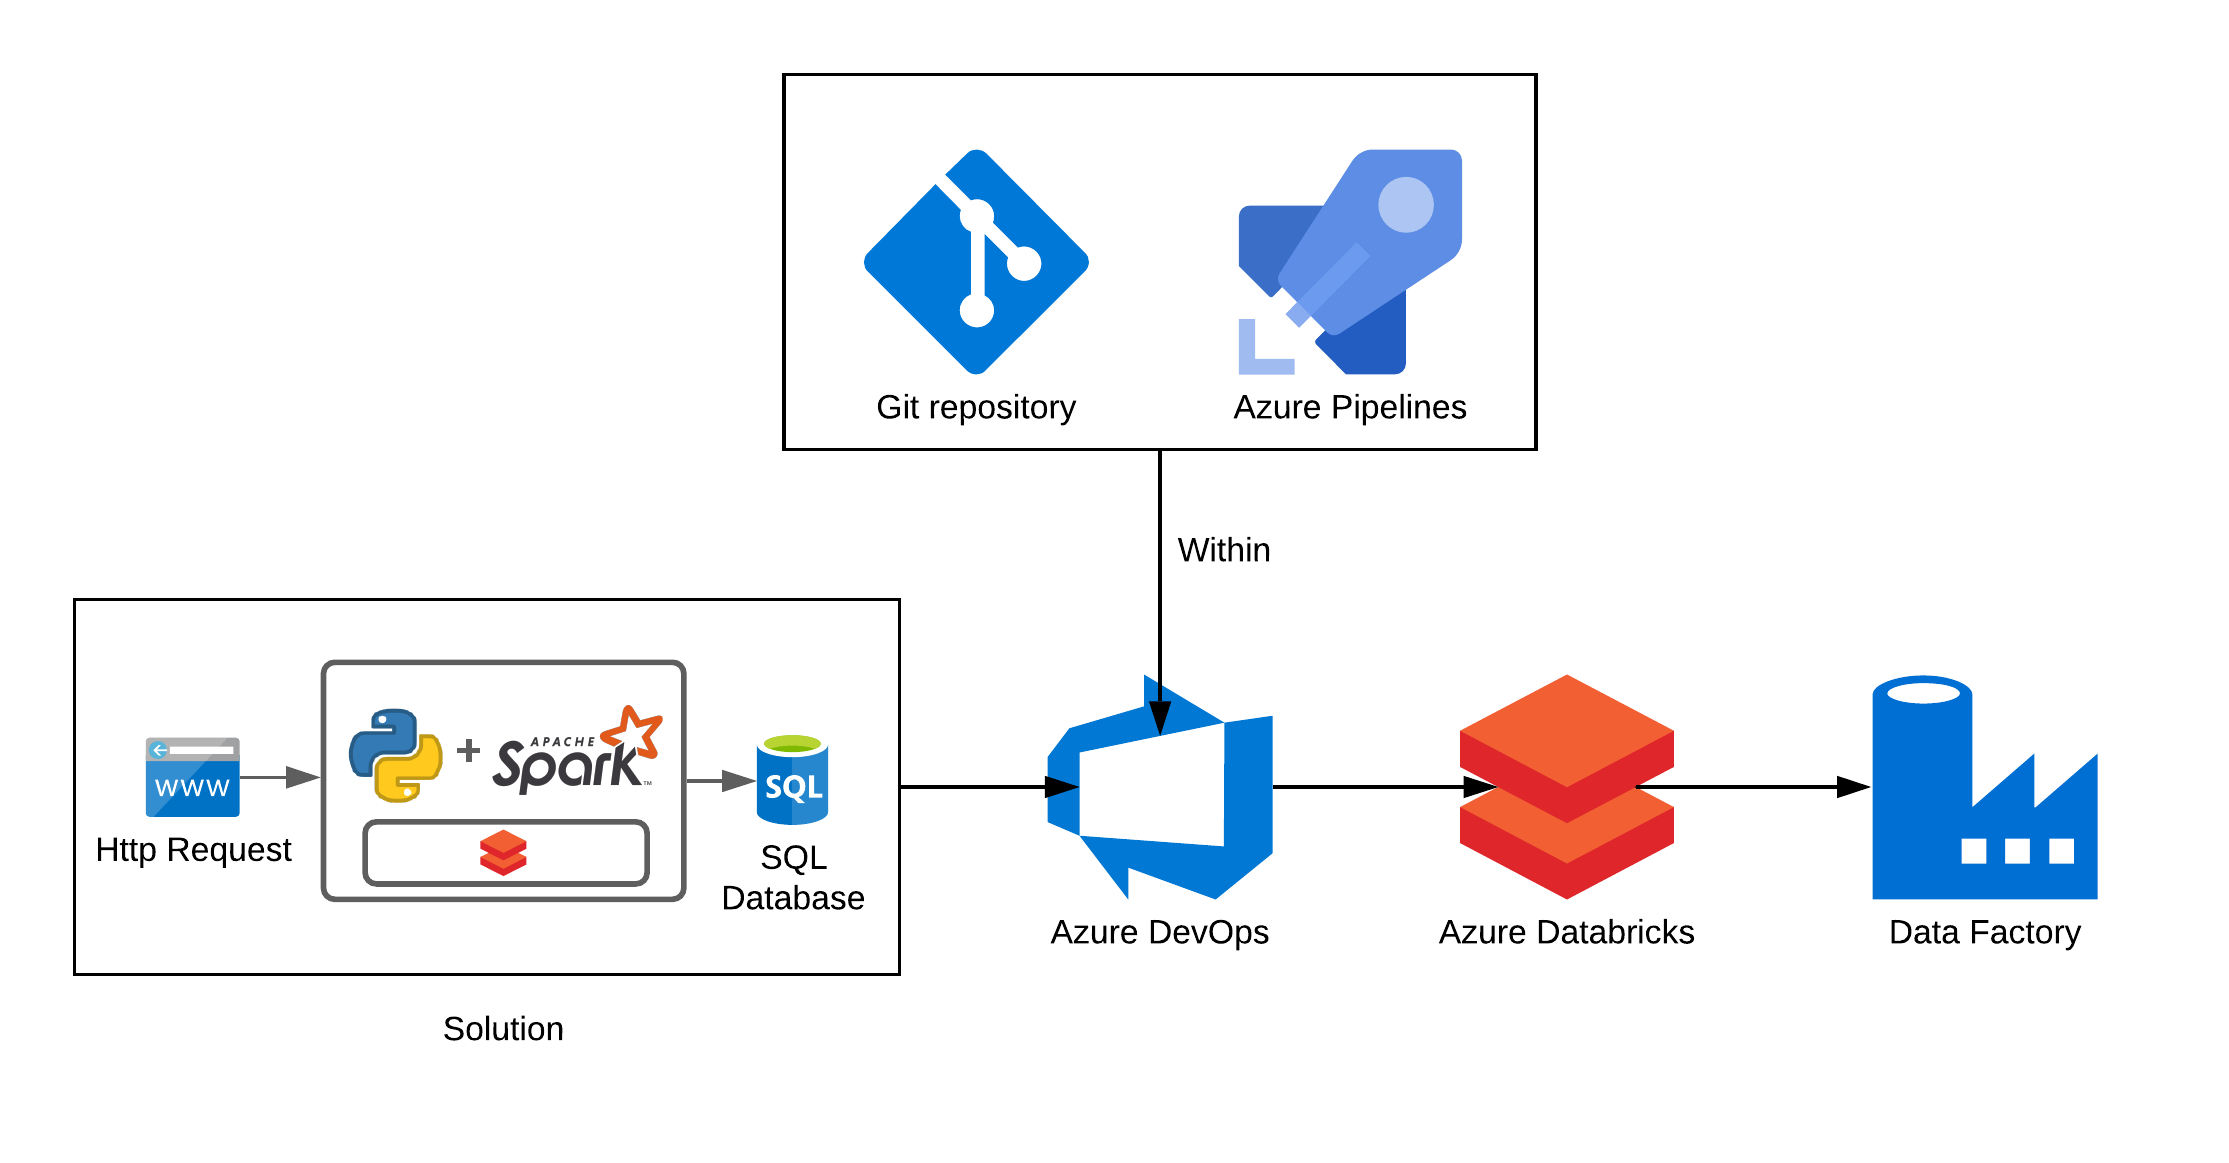 Git repository
Azure Pipelines
Within
www
Http Request
+
APACHE
Spark™
SQL
SQL
Database
Solution
Azure DevOps
Azure Databricks
Data Factory